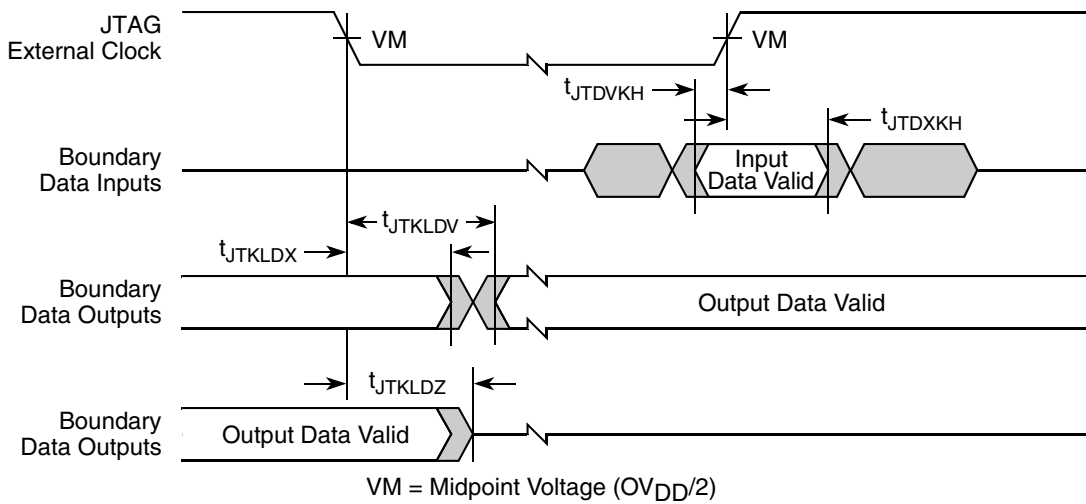 JTAG
External Clock
VM
VM
tJTDVKH
tJTDXKH
Boundary
Data Inputs
Input
Data Valid
tJTKLDV
tJTKLDX
Boundary
Data Outputs
Output Data Valid
tJTKLDZ
Boundary
Data Outputs
Output Data Valid
VM = Midpoint Voltage (OVDD/2)